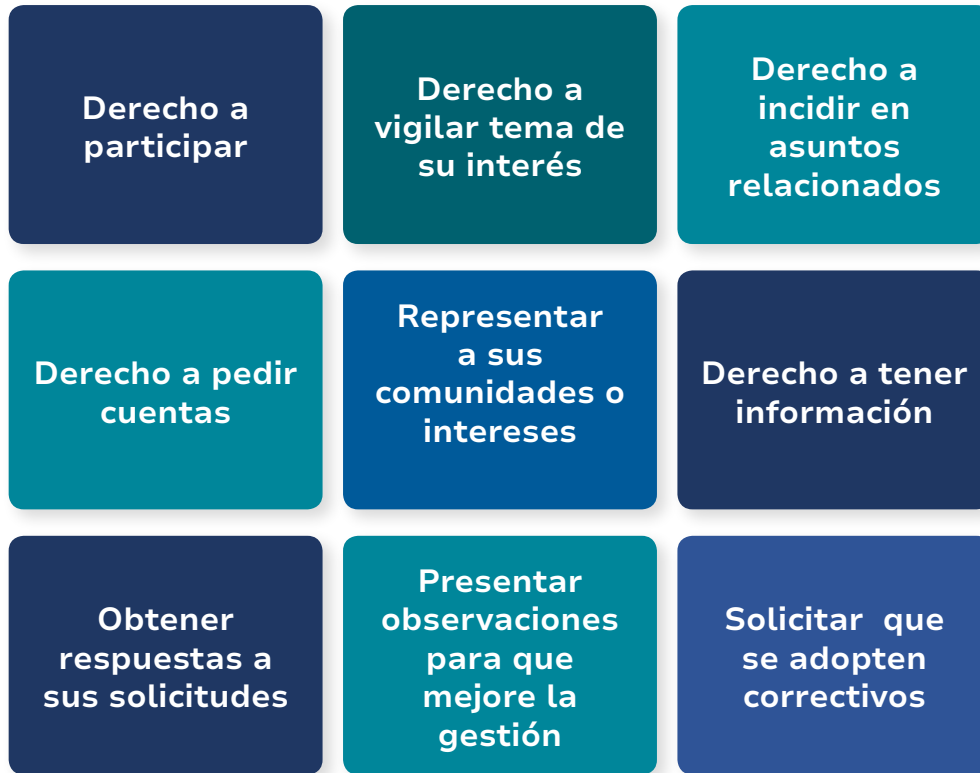 Derecho a
participar
Derecho a
vigilar tema de
su interés
Derecho a
incidir en
asuntos
relacionados
Derecho a pedir
cuentas
Representar
a sus
comunidades o
intereses
Derecho a tener
información
Obtener
respuestas a
sus solicitudes
Presentar
observaciones
para que
mejore la
gestión
Solicitar  que
se adopten
correctivos